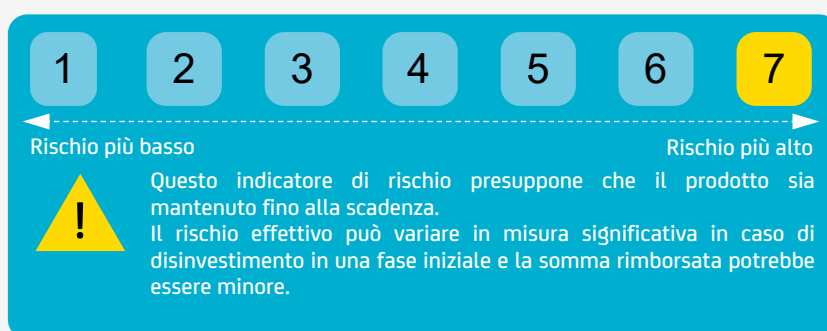 1 2 3 4 5 6 7
Rischio più basso Rischio più alto
!
Questo indicatore di rischio presuppone che il prodotto sia
mantenuto fino alla scadenza.
Il rischio effettivo può variare in misura significativa in caso di
disinvestimento in una fase iniziale e la somma rimborsata potrebbe
essere minore.